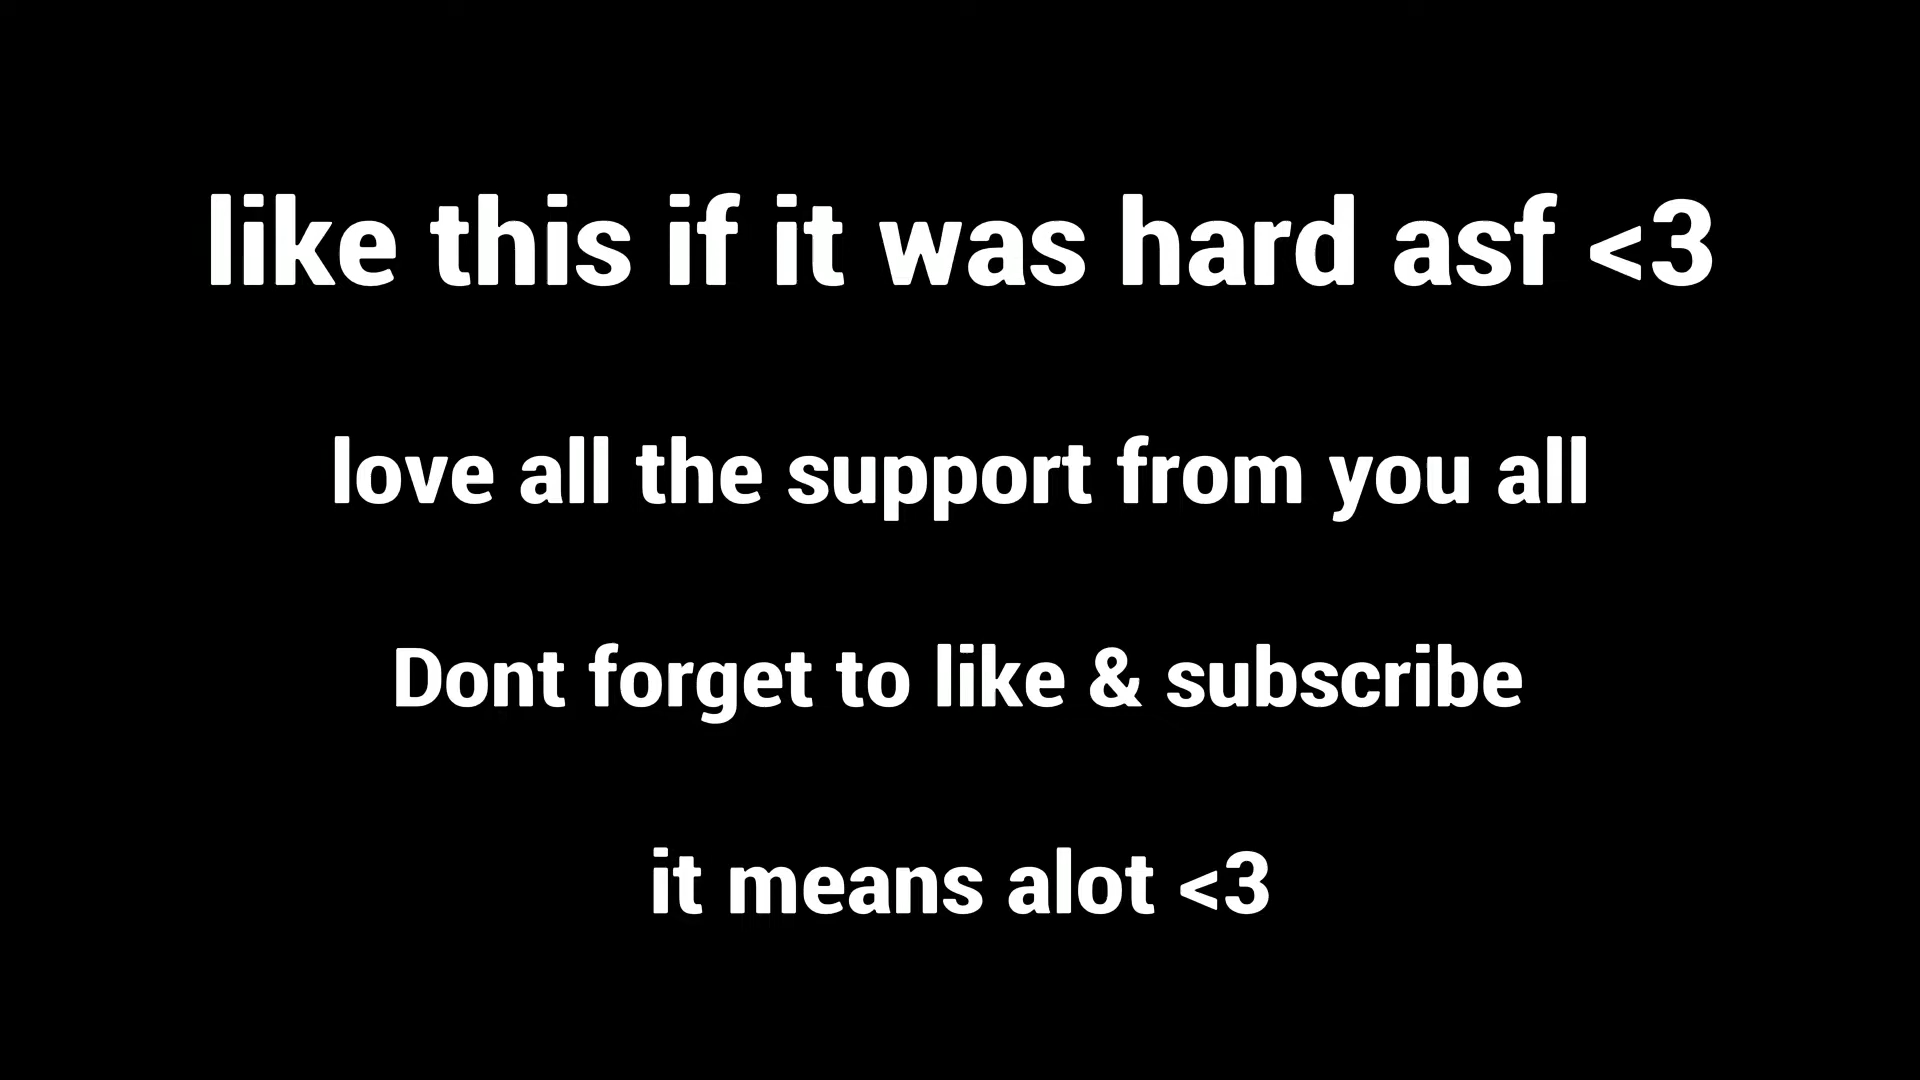 like this if it was hard asf <3
love all the support from you all
Dont forget to like & subscribe
it means alot <3